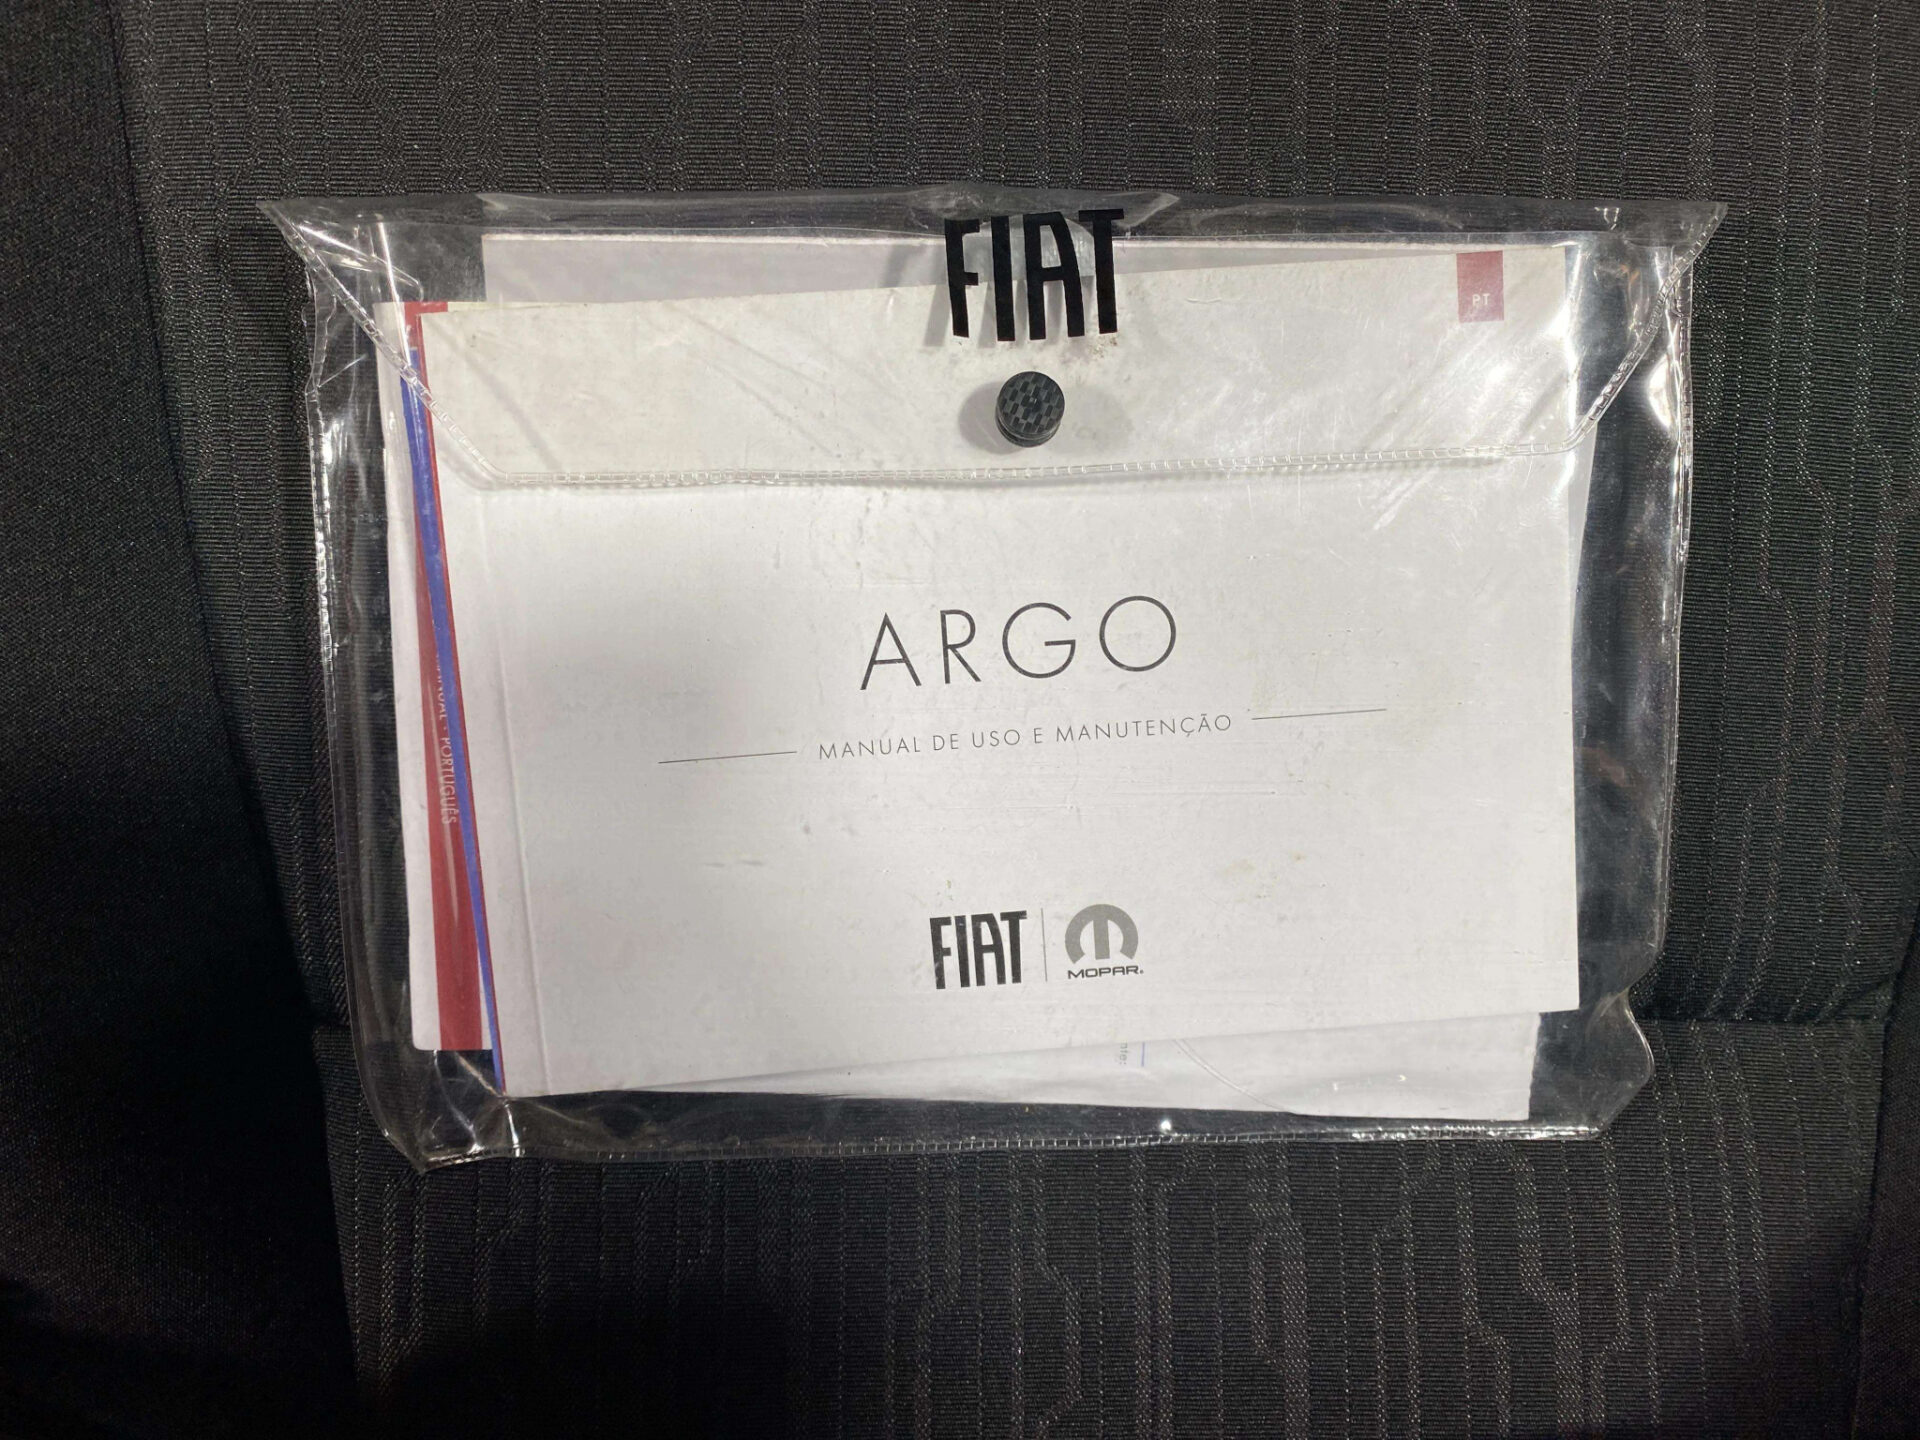 FIAT
PT
ARGO
MANUAL DE USO E MANUTENÇÃO
PORTUGUÊS
FIAT
MOPAR®